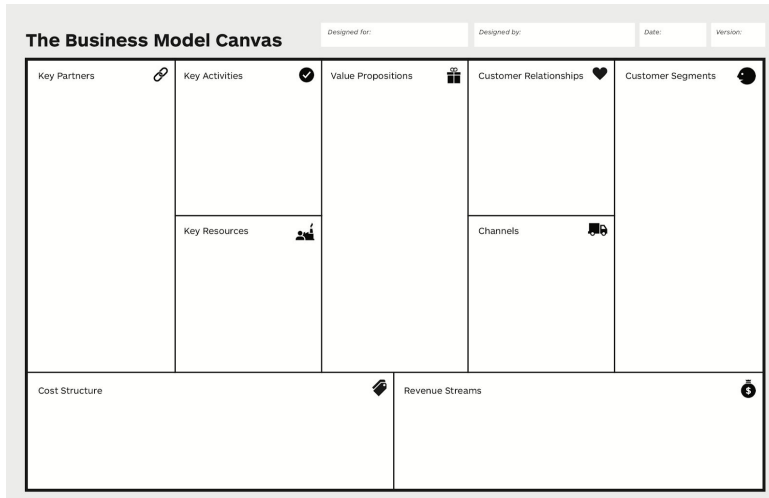 The Business Model Canvas
Designed for:
Designed by:
Date:
Version:
Key Partners
Key Activities
Value Propositions
Customer Relationships
Customer Segments
Key Resources
Channels
Cost Structure
Revenue Streams
$